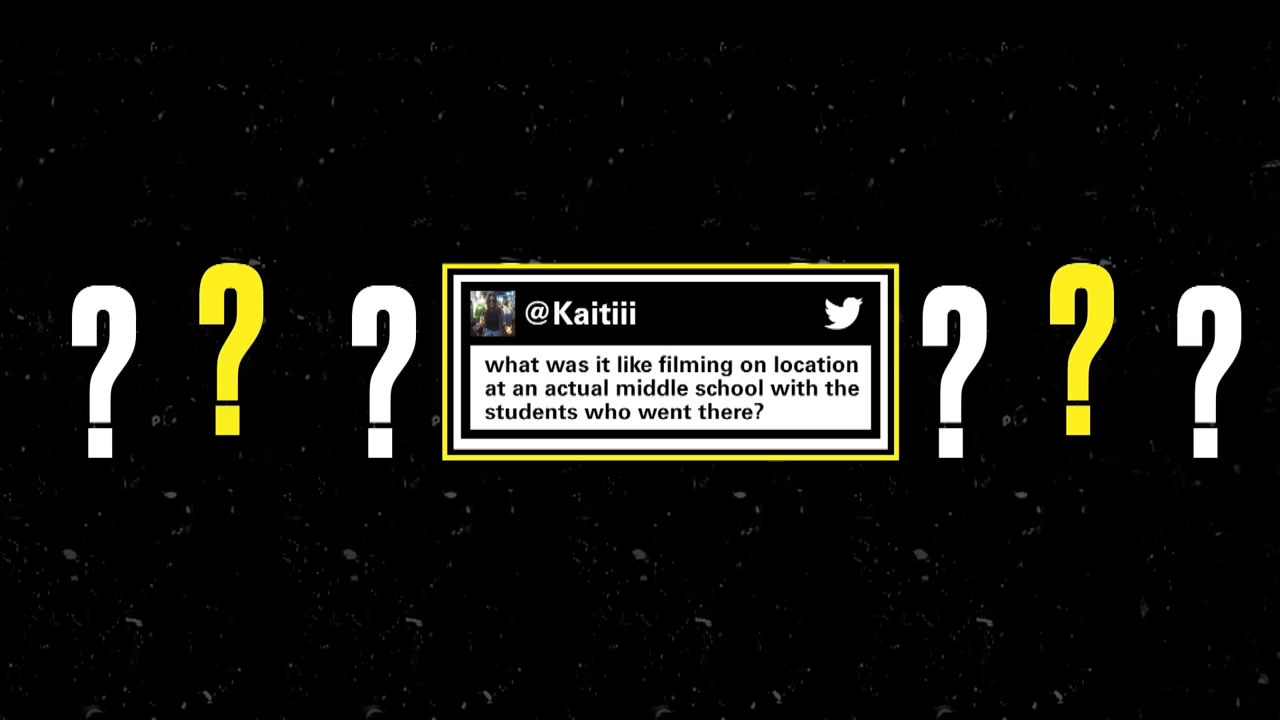 ? ? ? ? ? ?
@Kaitiii
what was it like filming on location
at an actual middle school with the
students who went there?